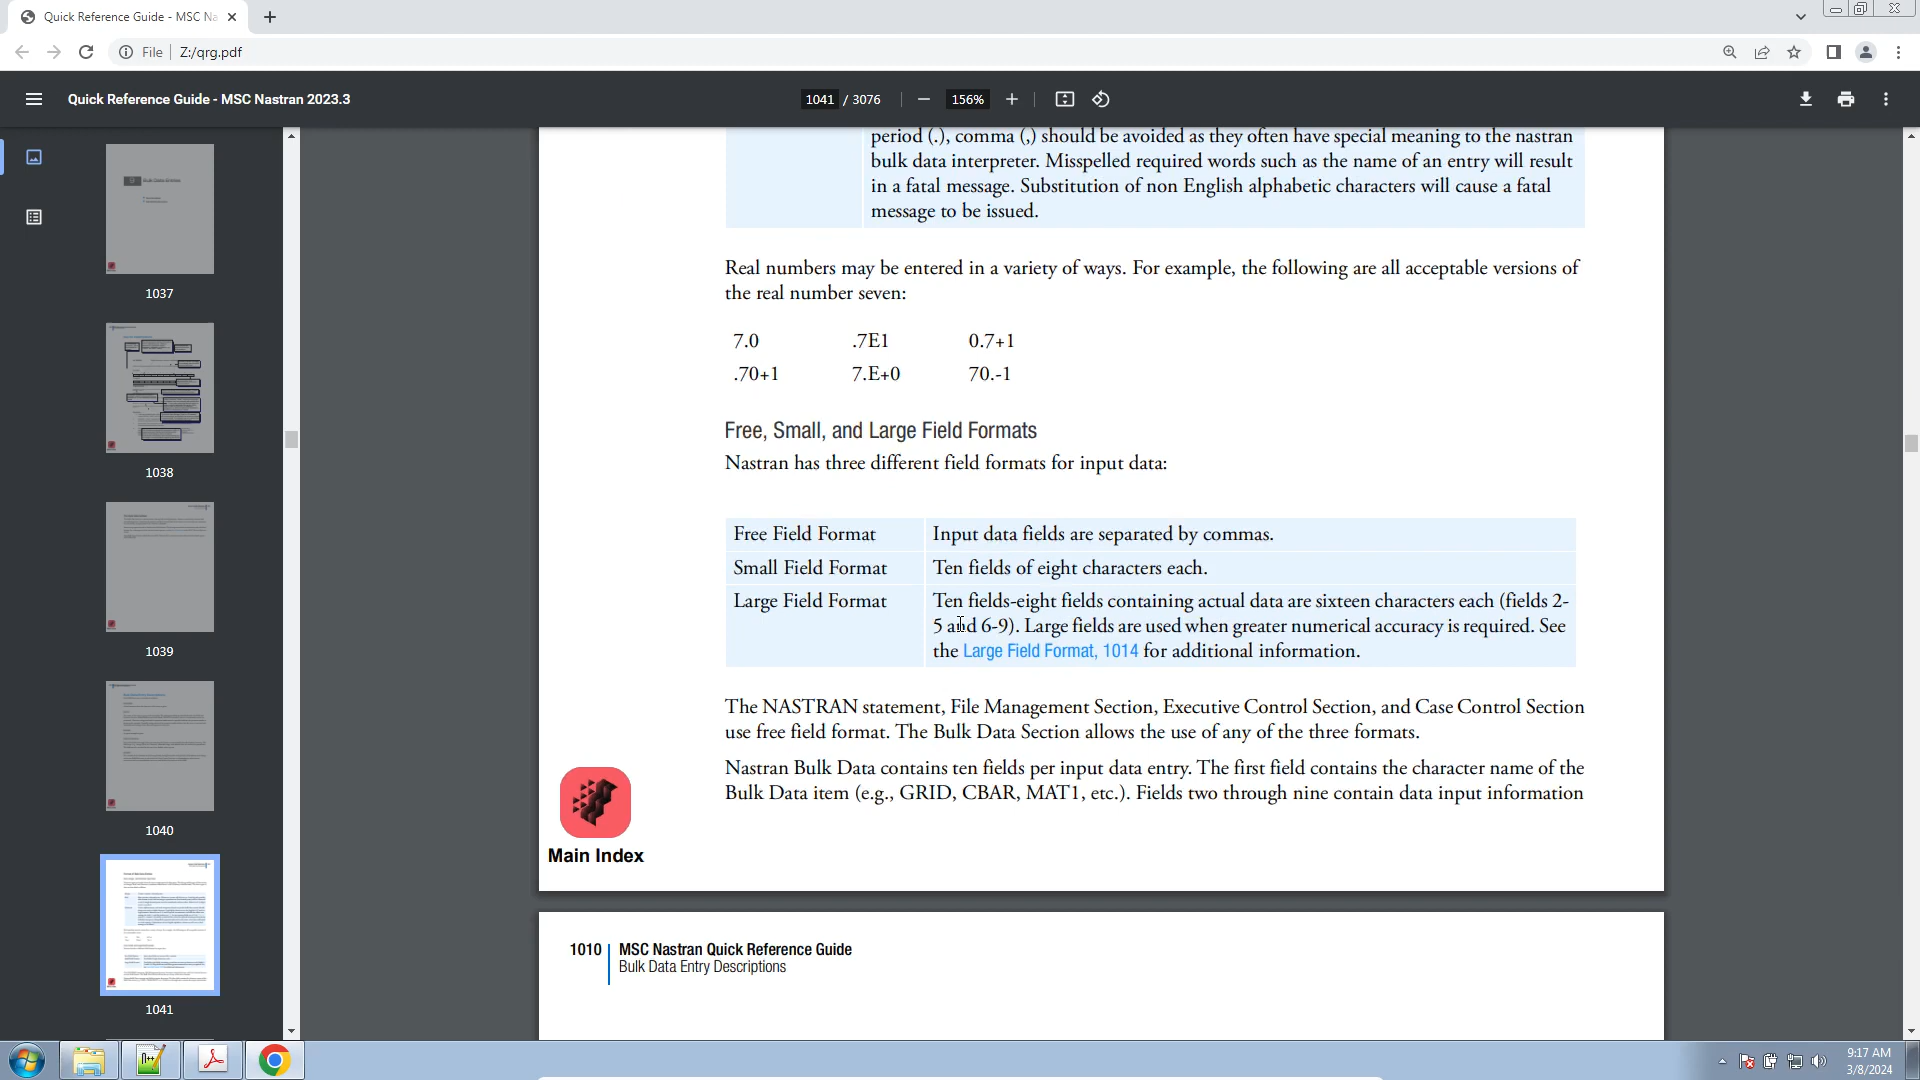 Quick Reference Guide - MSC Na
File
Z:/qrg.pdf
Quick Reference Guide - MSC Nastran 2023.3
1041 / 3076
156%
1037
1038
1039
1040
1041
period (.), comma (,) should be avoided as they often have special meaning to the nastran
bulk data interpreter. Misspelled required words such as the name of an entry will result
in a fatal message. Substitution of non English alphabetic characters will cause a fatal
message to be issued.
Real numbers may be entered in a variety of ways. For example, the following are all acceptable versions of
the real number seven:
7.0 .7E1 0.7+1
.70+1 7.E+0 70.-1
Free, Small, and Large Field Formats
Nastran has three different field formats for input data:
Free Field Format Input data fields are separated by commas.
Small Field Format Ten fields of eight characters each.
Large Field Format Ten fields-eight fields containing actual data are sixteen characters each (fields 2-
5 and 6-9). Large fields are used when greater numerical accuracy is required. See
the Large Field Format, 1014 for additional information.
The NASTRAN statement, File Management Section, Executive Control Section, and Case Control Section
use free field format. The Bulk Data Section allows the use of any of the three formats.
Nastran Bulk Data contains ten fields per input data entry. The first field contains the character name of the
Bulk Data item (e.g., GRID, CBAR, MAT1, etc.). Fields two through nine contain data input information
Main Index
1010 MSC Nastran Quick Reference Guide
Bulk Data Entry Descriptions
9:17 AM
3/8/2024